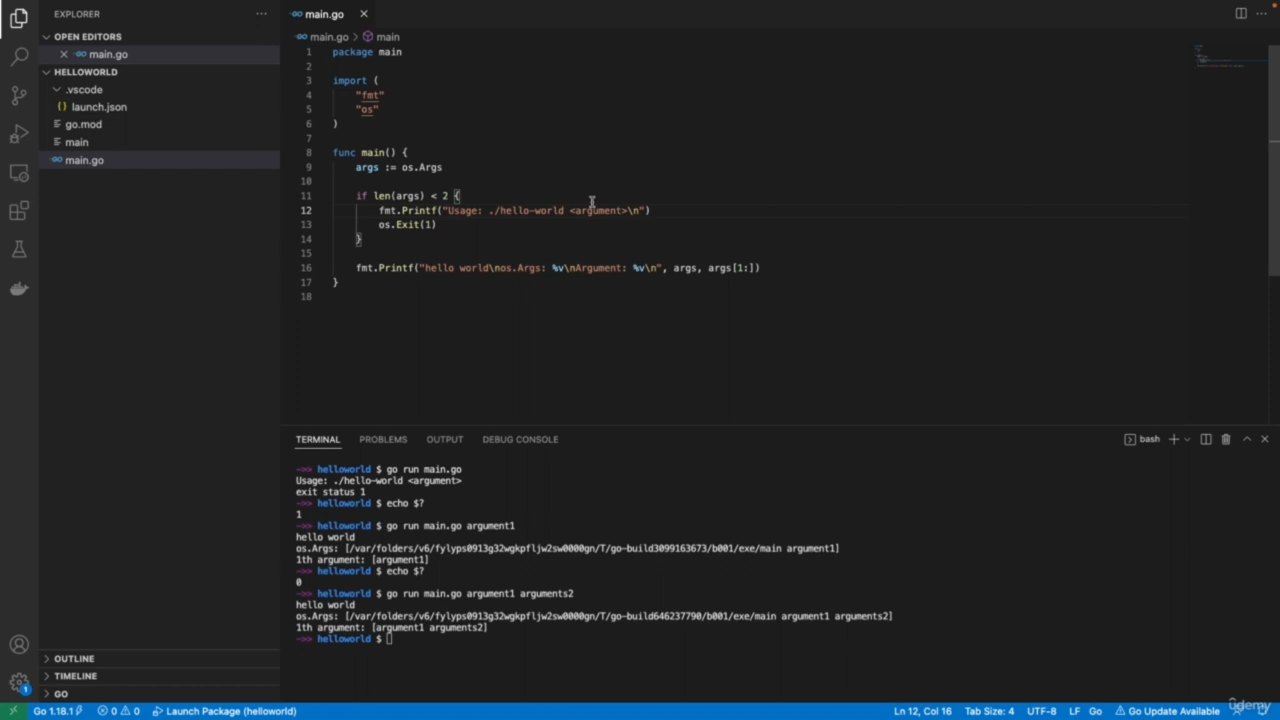 EXPLORER
OPEN EDITORS
main.go
HELLOWORLD
.vscode
launch.json
go.mod
main
main.go
OUTLINE
TIMELINE
GO
main.go
main.go > main
1 package main
2
3 import (
4 "fmt"
5 "os"
6 )
7
8 func main() {
9 args := os.Args
10
11 if len(args) < 2 {
12 fmt.Printf("Usage: ./hello-world <argument>\n")
13 os.Exit(1)
14 }
15
16 fmt.Printf("hello world\nos.Args: %v\nArgument: %v\n", args, args[1:])
17 }
18
TERMINAL PROBLEMS OUTPUT DEBUG CONSOLE bash
->> helloworld $ go run main.go
Usage: ./hello-world <argument>
exit status 1
->> helloworld $ echo $?
1
->> helloworld $ go run main.go argument1
hello world
os.Args: [/var/folders/v6/fylyps0913g32wgkpfljw2sw0000gn/T/go-build3099163673/b001/exe/main argument1]
1th argument: [argument1]
->> helloworld $ echo $?
0
->> helloworld $ go run main.go argument1 arguments2
hello world
os.Args: [/var/folders/v6/fylyps0913g32wgkpfljw2sw0000gn/T/go-build646237790/b001/exe/main argument1 arguments2]
1th argument: [argument1 arguments2]
->> helloworld $
1
Go 1.18.1 0 0 Launch Package (helloworld) Ln 12, Col 16 Tab Size: 4 UTF-8 LF Go Go Update Available
udemy